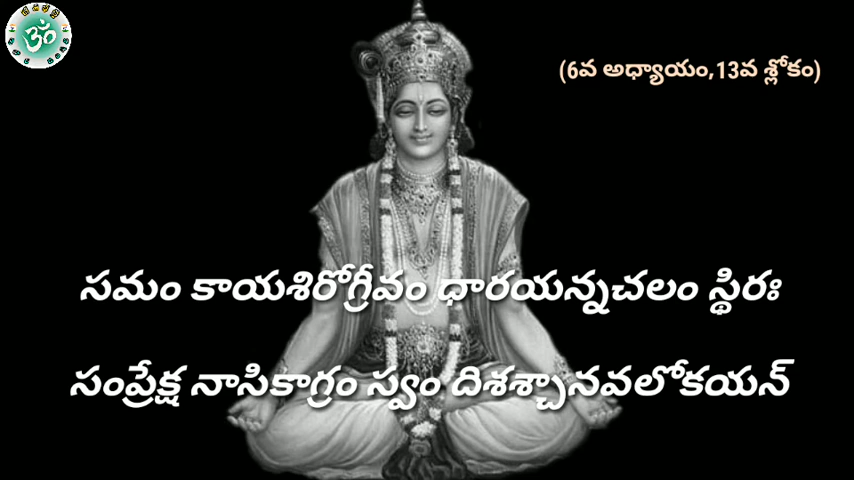 (6వ అధ్యాయం,13వ శ్లోకం)
సమం కాయశిరోగ్రీవం ధారయన్నచలం స్థిరః
సంప్రేక్ష నాసికాగ్రం స్వం దిశశ్చానవలోకయన్